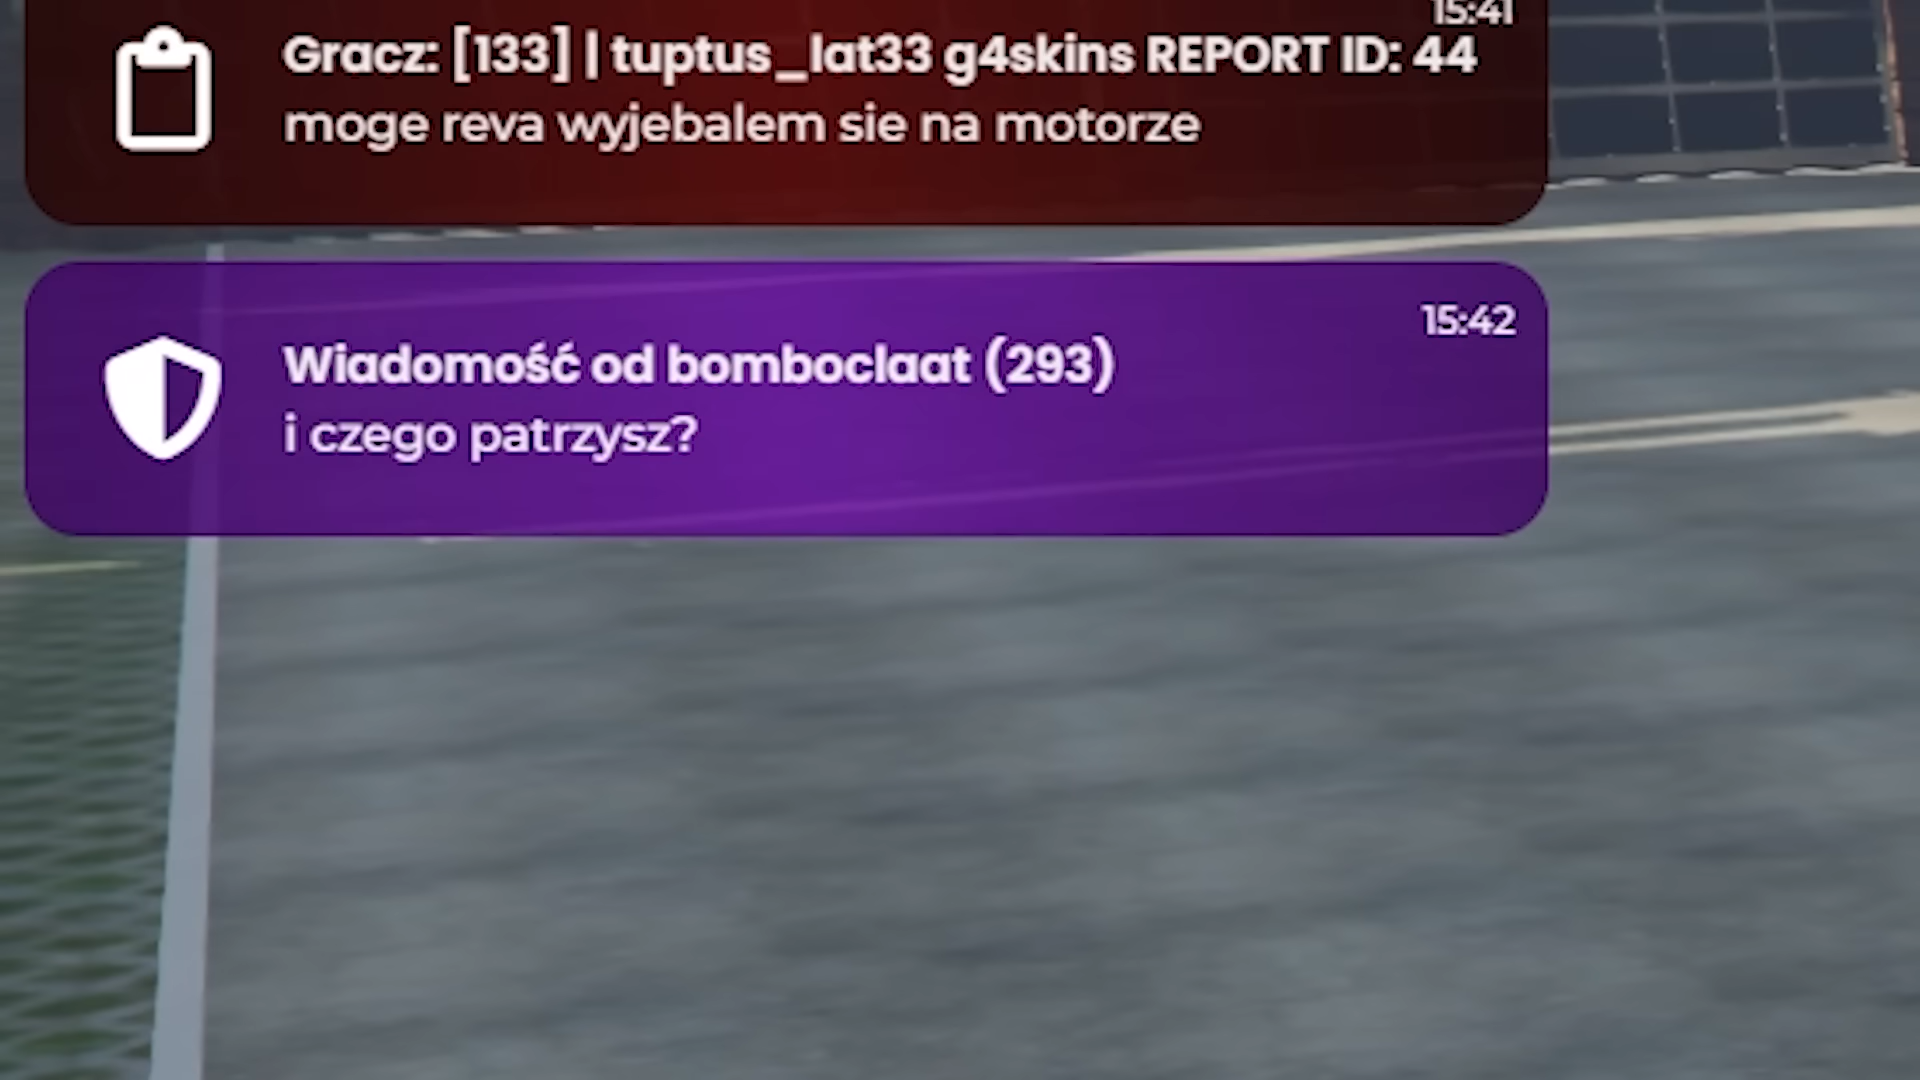 15:41
Gracz: [133] | tuptus_lat33 g4skins REPORT ID: 44
moge reva wyjebalem sie na motorze
15:42
Wiadomość od bomboclaat (293)
i czego patrzysz?